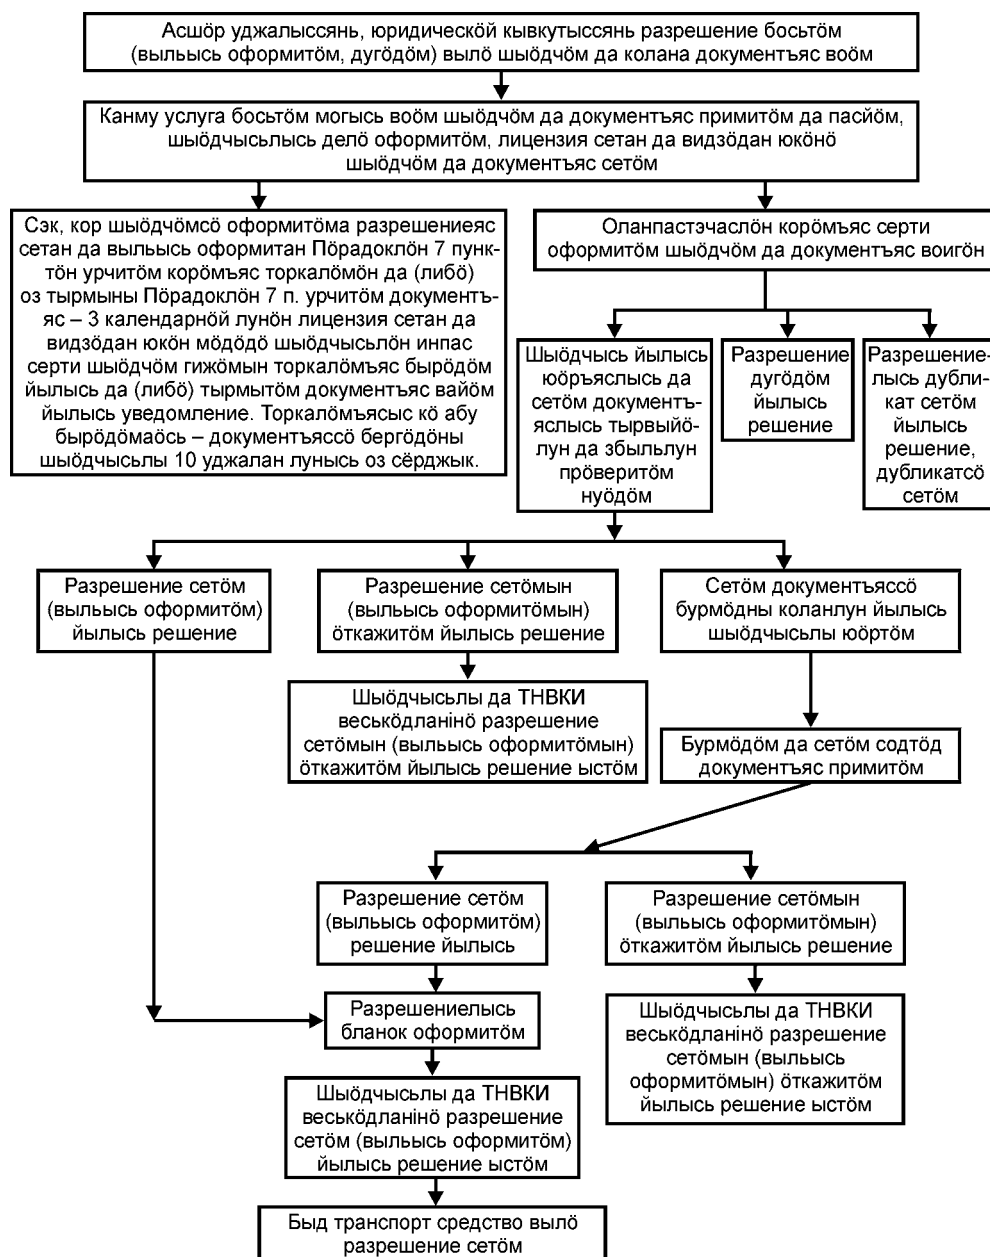 Асшӧр уджалыссянь, юридическӧй кывкутыссянь разрешение босьтӧм
(выльысь оформитӧм, дугӧдӧм) вылӧ шыӧдчӧм да колана документъяс воӧм
Канму услуга босьтӧм могысь воӧм шыӧдчӧм да документъяс примитӧм да пасйӧм,
шыӧдчысьлысь делӧ оформитӧм, лицензия сетан да видзӧдан юкӧнӧ
шыӧдчӧм да документъяс сетӧм
Сэк, кор шыӧдчӧмсӧ оформитӧма разрешениеяс
сетан да выльысь оформитан Пӧрадоклӧн 7 пунк-
тӧн урчитӧм корӧмъяс торкалӧмӧн да (либӧ)
оз тырмыны Пӧрадоклӧн 7 п. урчитӧм документъ-
яс – 3 календарнӧй лунӧн лицензия сетан да
видзӧдан юкӧн мӧдӧдӧ шыӧдчысьлӧн инпас
серти шыӧдчӧм гижӧмын торкалӧмъяс бырӧдӧм
йылысь да (либӧ) тырмытӧм документъяс вайӧм
йылысь уведомление. Торкалӧмъясыс кӧ абу
бырӧдӧмаӧсь – документъяссӧ бергӧдӧны
шыӧдчысьлы 10 уджалан лунысь оз сёрджык.
Оланпастэчаслӧн корӧмъяс серти
оформитӧм шыӧдчӧм да документъяс воигӧн
Шыӧдчысь йылысь
юӧръяслысь да
сетӧм документъ-
яслысь тырвыйӧ-
лун да збыльлун
прӧверитӧм
нуӧдӧм
Разрешение
дугӧдӧм
йылысь
решение
Разрешение-
лысь дубли-
кат сетӧм
йылысь
решение,
дубликатсӧ
сетӧм
Разрешение сетӧм
(выльысь оформитӧм)
йылысь решение
Разрешение сетӧмын
(выльысь оформитӧмын)
ӧткажитӧм йылысь решение
Сетӧм документъяссӧ
бурмӧдны коланлун йылысь
шыӧдчысьлы юӧртӧм
Шыӧдчысьлы да ТНВКИ
веськӧдланінӧ разрешение
сетӧмын (выльысь оформитӧмын)
ӧткажитӧм йылысь решение ыстӧм
Бурмӧдӧм да сетӧм содтӧд
документъяс примитӧм
Разрешение сетӧм
(выльысь оформитӧм)
решение йылысь
Разрешение сетӧмын
(выльысь оформитӧмын)
ӧткажитӧм йылысь решение
Разрешениелысь
бланок оформитӧм
Шыӧдчысьлы да ТНВКИ
веськӧдланінӧ разрешение
сетӧмын (выльысь
оформитӧмын) ӧткажитӧм
йылысь решение ыстӧм
Шыӧдчысьлы да ТНВКИ
веськӧдланінӧ разрешение
сетӧм (выльысь оформитӧм)
йылысь решение ыстӧм
Быд транспорт средство вылӧ
разрешение сетӧм